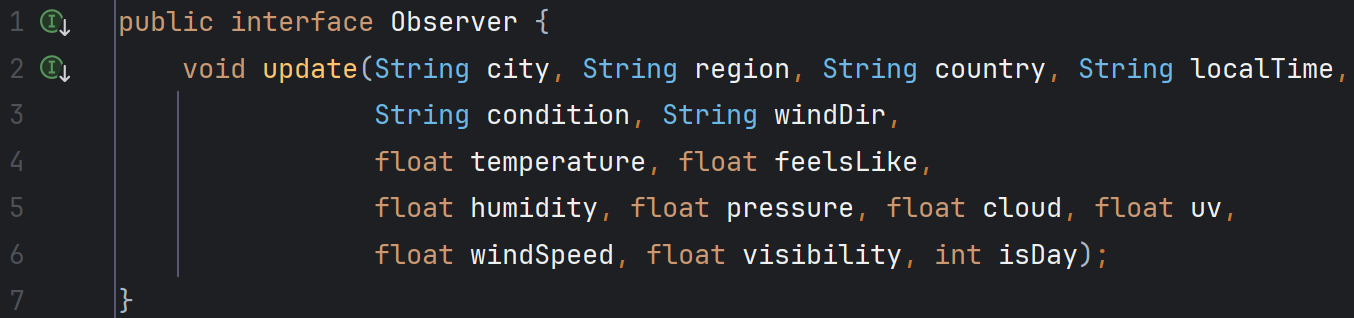 1 public interface Observer {
2 void update(String city, String region, String country, String localTime,
3 String condition, String windDir,
4 float temperature, float feelsLike,
5 float humidity, float pressure, float cloud, float uv,
6 float windSpeed, float visibility, int isDay);
7 }